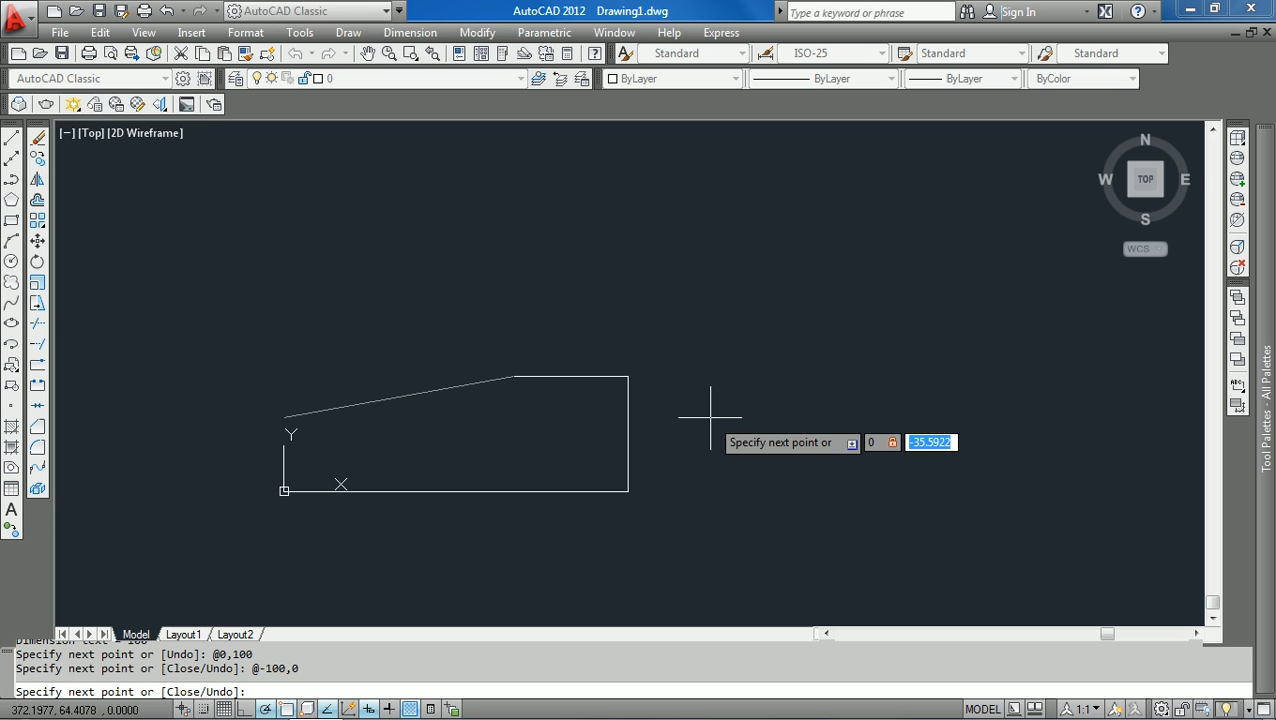 AutoCAD Classic AutoCAD 2012 Drawing1.dwg Type a keyword or phrase Sign In
File Edit View Insert Format Tools Draw Dimension Modify Parametric Window Help Express
Standard ISO-25 Standard Standard
AutoCAD Classic 0 ByLayer ByLayer ByLayer ByColor
[−] [Top] [2D Wireframe]
N
W TOP E
S
WCS
Tool Palettes - All Palettes
Y
Specify next point or 0 -35.5922
X
Model Layout1 Layout2
Specify next point or [Undo]: @0,100
Specify next point or [Close/Undo]: @-100,0
Specify next point or [Close/Undo]:
372.1977, 64.4078 , 0.0000 MODEL 1:1